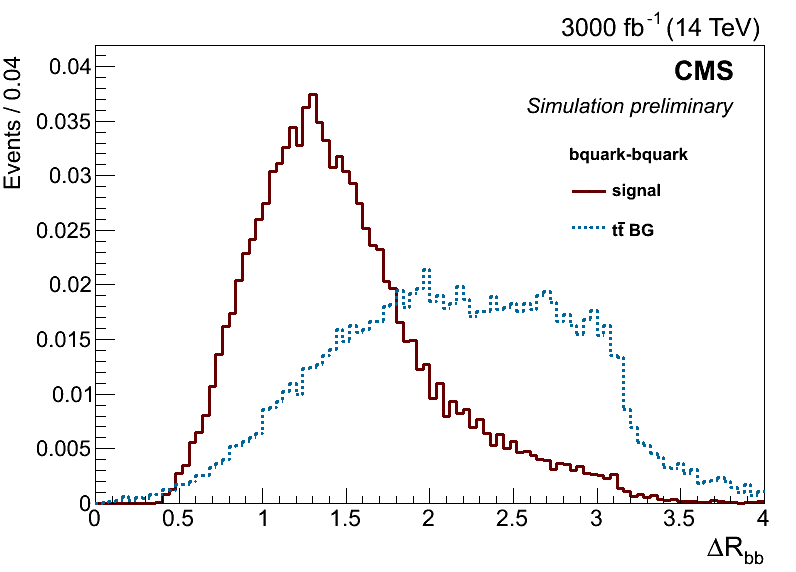 3000 fb⁻¹ (14 TeV)
Events / 0.04
CMS
Simulation preliminary
bquark-bquark
signal
tt̄ BG
0.04
0.035
0.03
0.025
0.02
0.015
0.01
0.005
0
0 0.5 1 1.5 2 2.5 3 3.5 4
ΔR_bb